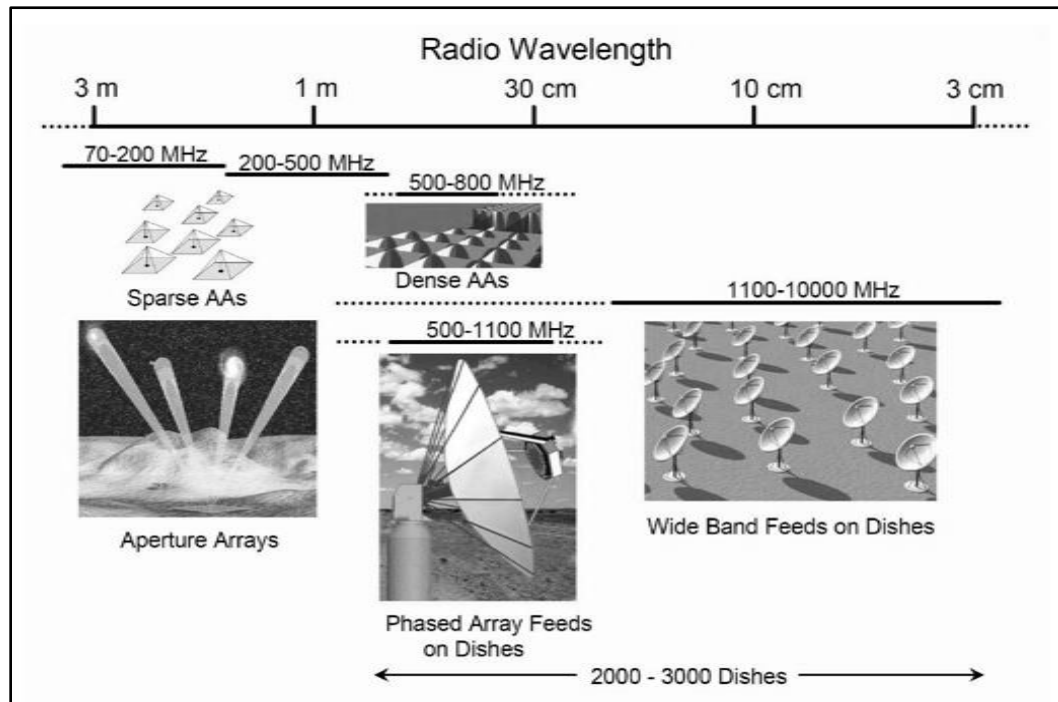 Radio Wavelength
3 m 1 m 30 cm 10 cm 3 cm
70-200 MHz
200-500 MHz
500-800 MHz
Sparse AAs
Dense AAs
1100-10000 MHz
500-1100 MHz
Aperture Arrays
Wide Band Feeds on Dishes
Phased Array Feeds
on Dishes
2000 - 3000 Dishes